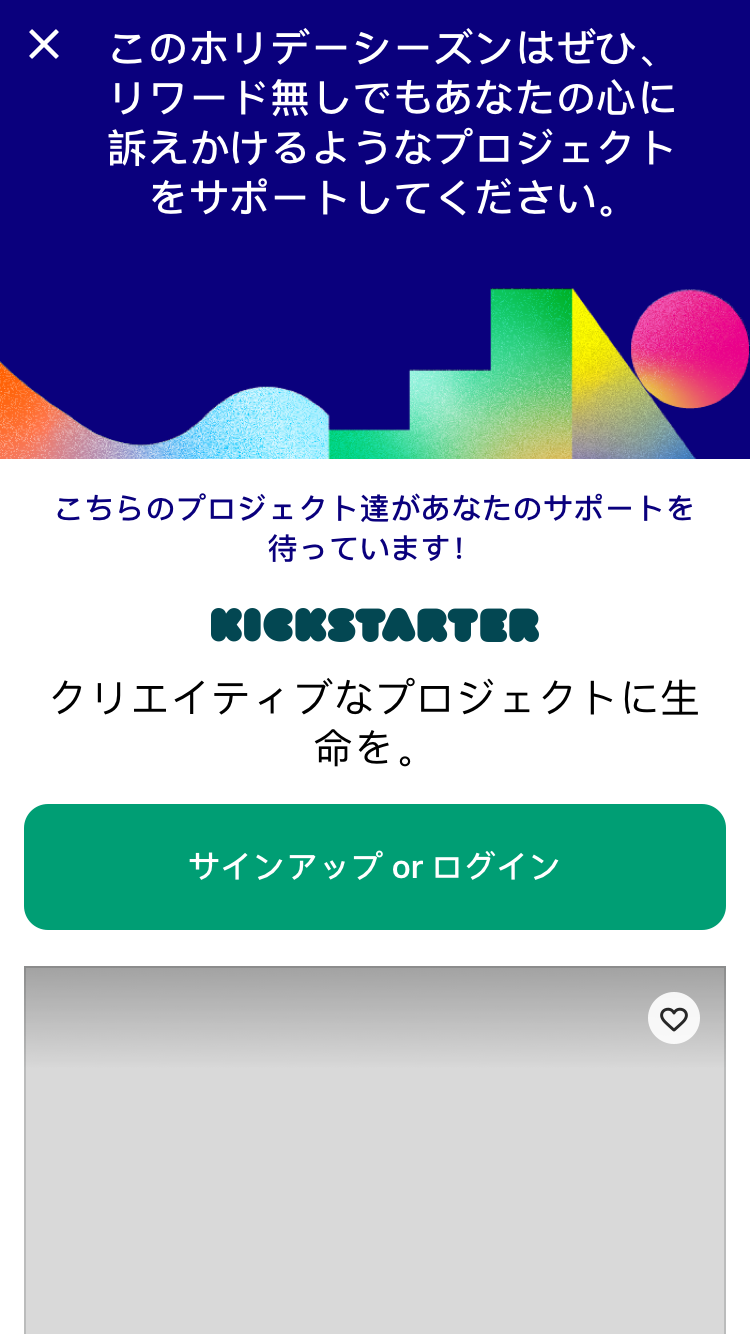 このホリデーシーズンはぜひ、
リワード無しでもあなたの心に
訴えかけるようなプロジェクト
をサポートしてください。
こちらのプロジェクト達があなたのサポートを
待っています!
KICKSTARTER
クリエイティブなプロジェクトに生
命を。
サインアップ or ログイン